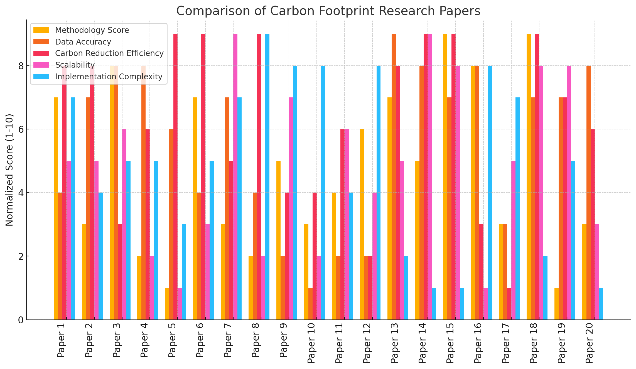 Comparison of Carbon Footprint Research Papers
Methodology Score
Data Accuracy
Carbon Reduction Efficiency
Scalability
Implementation Complexity
Normalized Score (1-10)
8
6
4
2
0
Paper 1
Paper 2
Paper 3
Paper 4
Paper 5
Paper 6
Paper 7
Paper 8
Paper 9
Paper 10
Paper 11
Paper 12
Paper 13
Paper 14
Paper 15
Paper 16
Paper 17
Paper 18
Paper 19
Paper 20